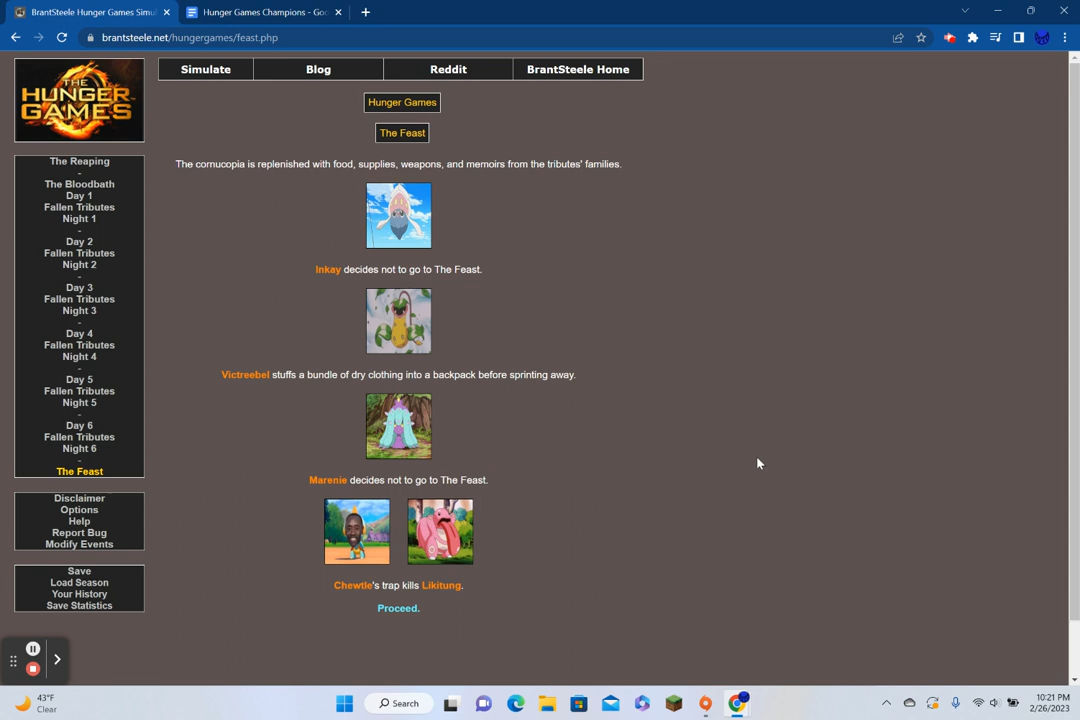 BrantSteele Hunger Games Simu
Hunger Games Champions - Goo
brantsteele.net/hungergames/feast.php
THE
HUNGER
GAMES
Simulate
Blog
Reddit
BrantSteele Home
Hunger Games
The Feast
The cornucopia is replenished with food, supplies, weapons, and memoirs from the tributes' families.
Inkay decides not to go to The Feast.
Victreebel stuffs a bundle of dry clothing into a backpack before sprinting away.
Marenie decides not to go to The Feast.
Chewtle's trap kills Likitung.
Proceed.
The Reaping
-
The Bloodbath
Day 1
Fallen Tributes
Night 1
-
Day 2
Fallen Tributes
Night 2
-
Day 3
Fallen Tributes
Night 3
-
Day 4
Fallen Tributes
Night 4
-
Day 5
Fallen Tributes
Night 5
-
Day 6
Fallen Tributes
Night 6
-
The Feast
Disclaimer
Options
Help
Report Bug
Modify Events
Save
Load Season
Your History
Save Statistics
43°F
Clear
Search
10:21 PM
2/26/2023